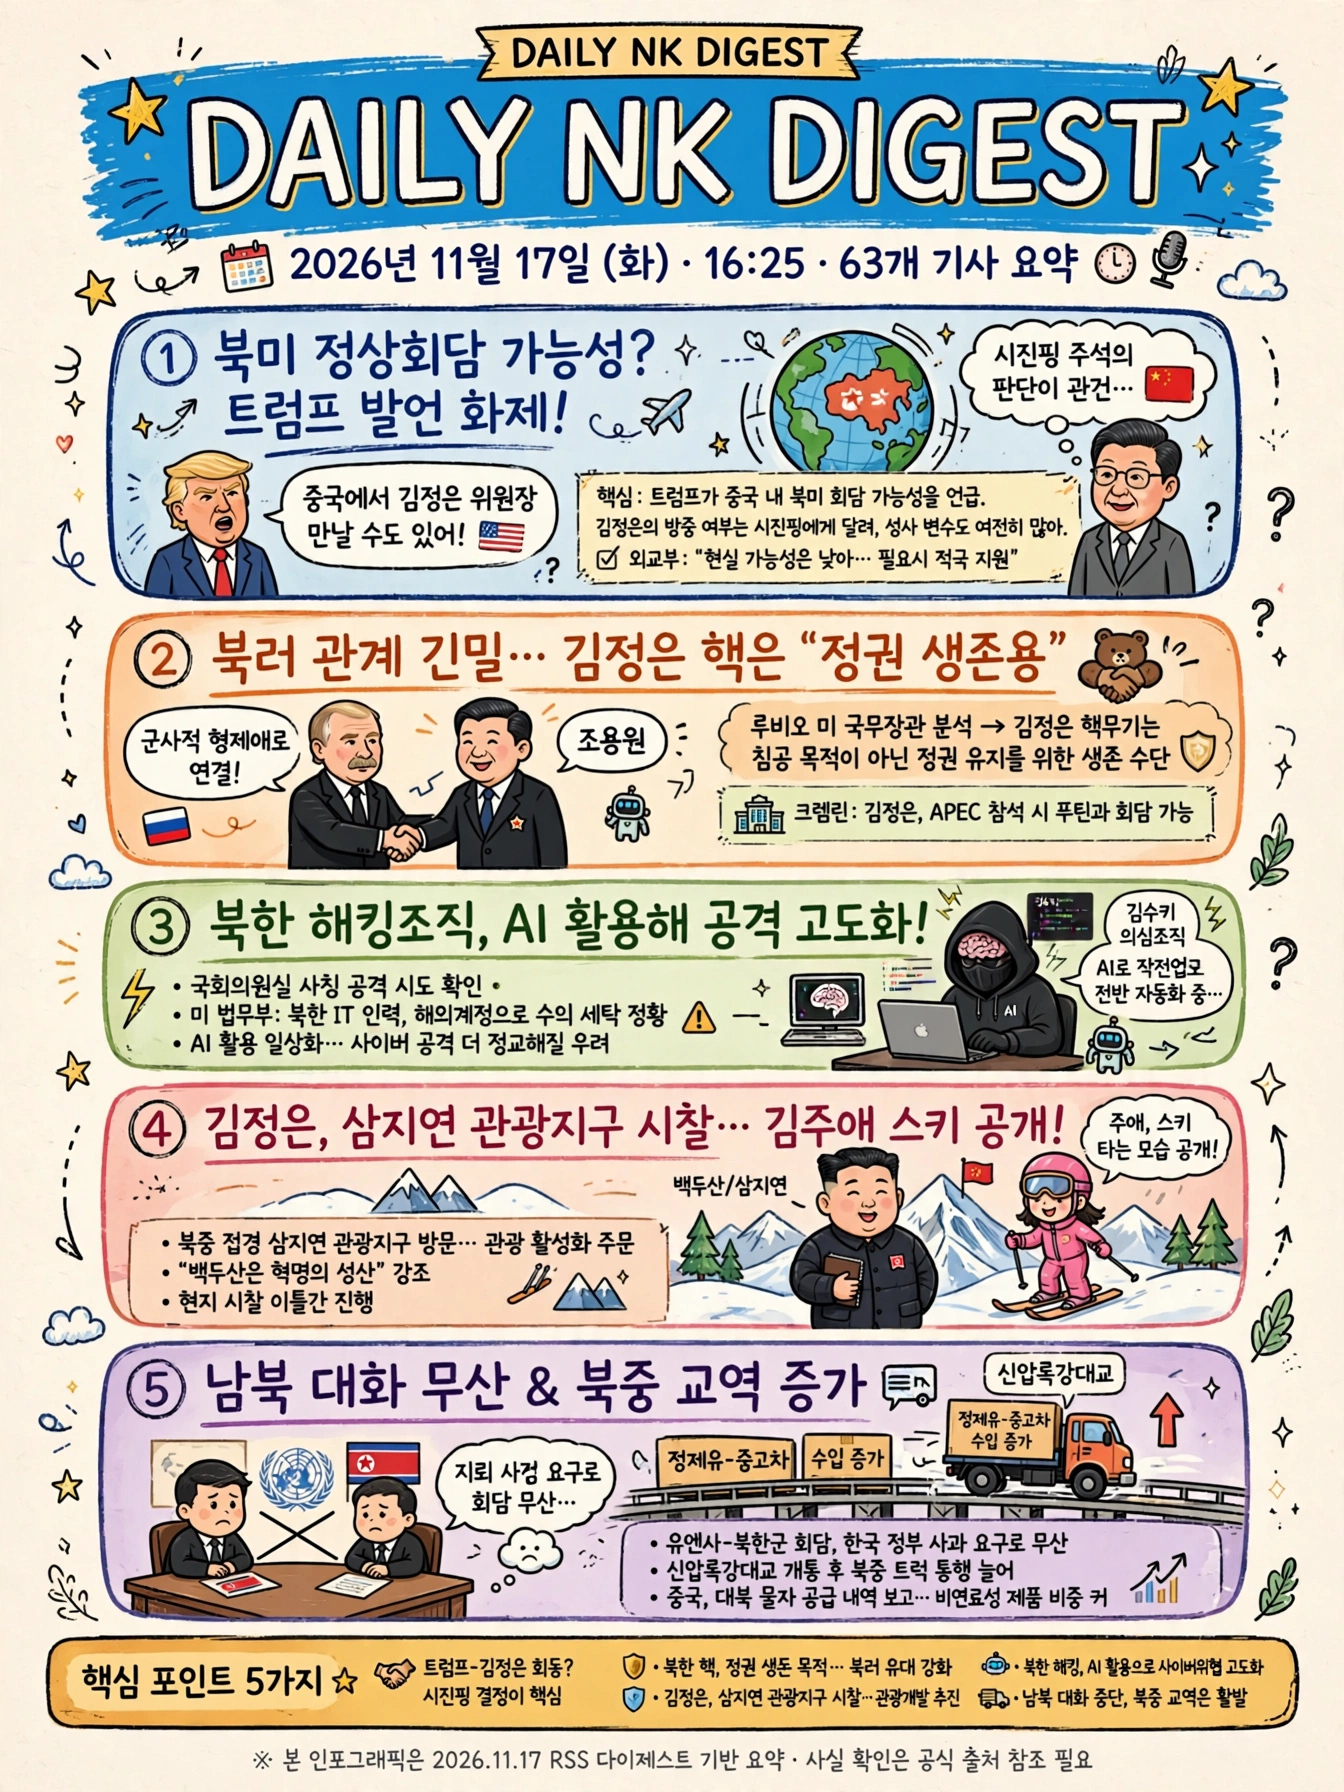 DAILY NK DIGEST
DAILY NK DIGEST
2026년 11월 17일 (화) · 16:25 · 63개 기사 요약
① 북미 정상회담 가능성?
트럼프 발언 화제!
중국에서 김정은 위원장
만날 수도 있어!
시진핑 주석의
판단이 관건…
핵심: 트럼프가 중국 내 북미 회담 가능성을 언급.
김정은의 방중 여부는 시진핑에게 달려, 성사 변수도 여전히 많아.
외교부: "현실 가능성은 낮아… 필요시 적국 지원"
② 북러 관계 긴밀… 김정은 핵은 "정권 생존용"
군사적 형제애로
연결!
조용원
루비오 미 국무장관 분석 → 김정은 핵무기는
침공 목적이 아닌 정권 유지를 위한 생존 수단
크렘린: 김정은, APEC 참석 시 푸틴과 회담 가능
③ 북한 해킹조직, AI 활용해 공격 고도화!
• 국회의원실 사칭 공격 시도 확인 •
• 미 법무부: 북한 IT 인력, 해외계정으로 수의 세탁 정황
• AI 활용 일상화… 사이버 공격 더 정교해질 우려
김수키
의심조직
AI로 작전업모
전반 자동화 중…
AI
④ 김정은, 삼지연 관광지구 시찰… 김주애 스키 공개!
주애, 스키
타는 모습 공개!
백두산/삼지연
• 북중 접경 삼지연 관광지구 방문… 관광 활성화 주문
• "백두산은 혁명의 성산" 강조
• 현지 시찰 이틀간 진행
⑤ 남북 대화 무산 & 북중 교역 증가
신압록강대교
정제유-중고차
수입 증가
정제유-중고차
수입 증가
지뢰 사검 요구로
회담 무산…
• 유엔사-북한군 회담, 한국 정부 사과 요구로 무산
• 신압록강대교 개통 후 북중 트럭 통행 늘어
• 중국, 대북 물자 공급 내역 보고… 비연료성 제품 비중 커
핵심 포인트 5가지
트럼프-김정은 회동?
시진핑 결정이 핵심
• 북한 핵, 정권 생돈 목적… 북러 유대 강화
• 김정은, 삼지연 관광지구 시찰… 관광개발 추진
• 북한 해킹, AI 활용으로 사이버위협 고도화
• 남북 대화 중단, 북중 교역은 활발
※ 본 인포그래픽은 2026.11.17 RSS 다이제스트 기반 요약 · 사실 확인은 공식 출처 참조 필요